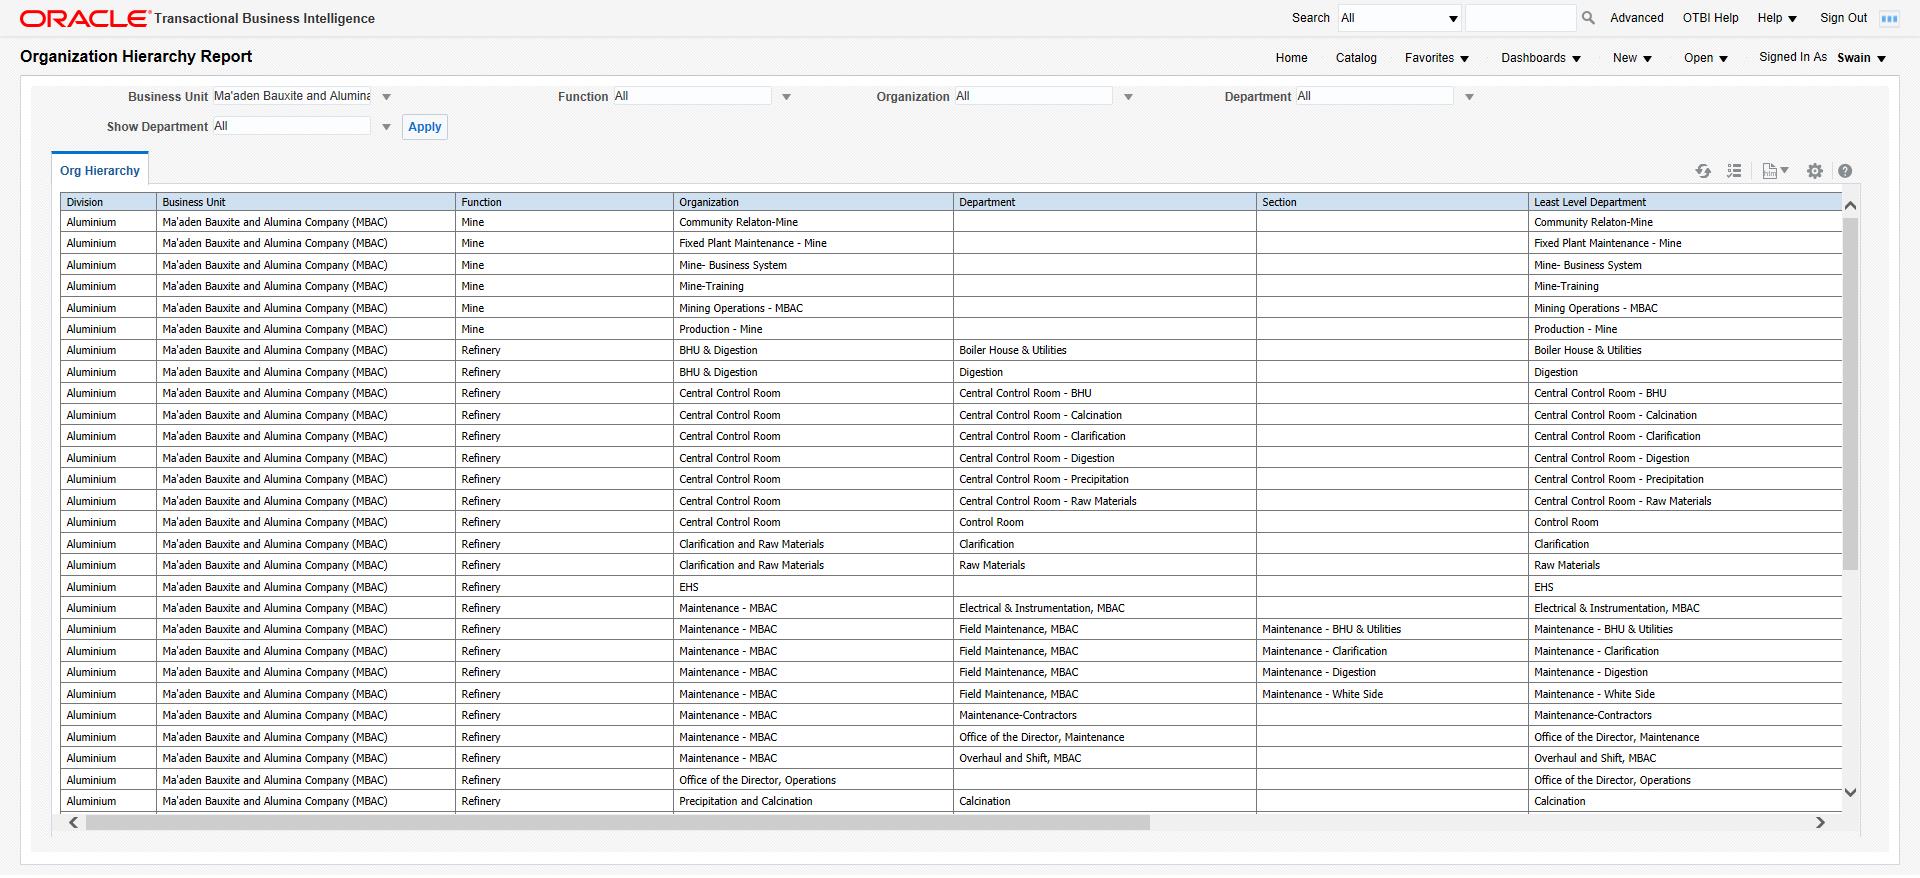 ORACLE Transactional Business Intelligence Search All Advanced OTBI Help Help Sign Out
Organization Hierarchy Report Home Catalog Favorites Dashboards New Open Signed In As Swain
Business Unit Ma'aden Bauxite and Alumina Function All Organization All Department All
Show Department All Apply
Org Hierarchy
Division Business Unit Function Organization Department Section Least Level Department
Aluminium Ma'aden Bauxite and Alumina Company (MBAC) Mine Community Relaton-Mine Community Relaton-Mine
Aluminium Ma'aden Bauxite and Alumina Company (MBAC) Mine Fixed Plant Maintenance - Mine Fixed Plant Maintenance - Mine
Aluminium Ma'aden Bauxite and Alumina Company (MBAC) Mine Mine- Business System Mine- Business System
Aluminium Ma'aden Bauxite and Alumina Company (MBAC) Mine Mine-Training Mine-Training
Aluminium Ma'aden Bauxite and Alumina Company (MBAC) Mine Mining Operations - MBAC Mining Operations - MBAC
Aluminium Ma'aden Bauxite and Alumina Company (MBAC) Mine Production - Mine Production - Mine
Aluminium Ma'aden Bauxite and Alumina Company (MBAC) Refinery BHU & Digestion Boiler House & Utilities Boiler House & Utilities
Aluminium Ma'aden Bauxite and Alumina Company (MBAC) Refinery BHU & Digestion Digestion Digestion
Aluminium Ma'aden Bauxite and Alumina Company (MBAC) Refinery Central Control Room Central Control Room - BHU Central Control Room - BHU
Aluminium Ma'aden Bauxite and Alumina Company (MBAC) Refinery Central Control Room Central Control Room - Calcination Central Control Room - Calcination
Aluminium Ma'aden Bauxite and Alumina Company (MBAC) Refinery Central Control Room Central Control Room - Clarification Central Control Room - Clarification
Aluminium Ma'aden Bauxite and Alumina Company (MBAC) Refinery Central Control Room Central Control Room - Digestion Central Control Room - Digestion
Aluminium Ma'aden Bauxite and Alumina Company (MBAC) Refinery Central Control Room Central Control Room - Precipitation Central Control Room - Precipitation
Aluminium Ma'aden Bauxite and Alumina Company (MBAC) Refinery Central Control Room Central Control Room - Raw Materials Central Control Room - Raw Materials
Aluminium Ma'aden Bauxite and Alumina Company (MBAC) Refinery Central Control Room Control Room Control Room
Aluminium Ma'aden Bauxite and Alumina Company (MBAC) Refinery Clarification and Raw Materials Clarification Clarification
Aluminium Ma'aden Bauxite and Alumina Company (MBAC) Refinery Clarification and Raw Materials Raw Materials Raw Materials
Aluminium Ma'aden Bauxite and Alumina Company (MBAC) Refinery EHS EHS
Aluminium Ma'aden Bauxite and Alumina Company (MBAC) Refinery Maintenance - MBAC Electrical & Instrumentation, MBAC Electrical & Instrumentation, MBAC
Aluminium Ma'aden Bauxite and Alumina Company (MBAC) Refinery Maintenance - MBAC Field Maintenance, MBAC Maintenance - BHU & Utilities Maintenance - BHU & Utilities
Aluminium Ma'aden Bauxite and Alumina Company (MBAC) Refinery Maintenance - MBAC Field Maintenance, MBAC Maintenance - Clarification Maintenance - Clarification
Aluminium Ma'aden Bauxite and Alumina Company (MBAC) Refinery Maintenance - MBAC Field Maintenance, MBAC Maintenance - Digestion Maintenance - Digestion
Aluminium Ma'aden Bauxite and Alumina Company (MBAC) Refinery Maintenance - MBAC Field Maintenance, MBAC Maintenance - White Side Maintenance - White Side
Aluminium Ma'aden Bauxite and Alumina Company (MBAC) Refinery Maintenance - MBAC Maintenance-Contractors Maintenance-Contractors
Aluminium Ma'aden Bauxite and Alumina Company (MBAC) Refinery Maintenance - MBAC Office of the Director, Maintenance Office of the Director, Maintenance
Aluminium Ma'aden Bauxite and Alumina Company (MBAC) Refinery Maintenance - MBAC Overhaul and Shift, MBAC Overhaul and Shift, MBAC
Aluminium Ma'aden Bauxite and Alumina Company (MBAC) Refinery Office of the Director, Operations Office of the Director, Operations
Aluminium Ma'aden Bauxite and Alumina Company (MBAC) Refinery Precipitation and Calcination Calcination Calcination